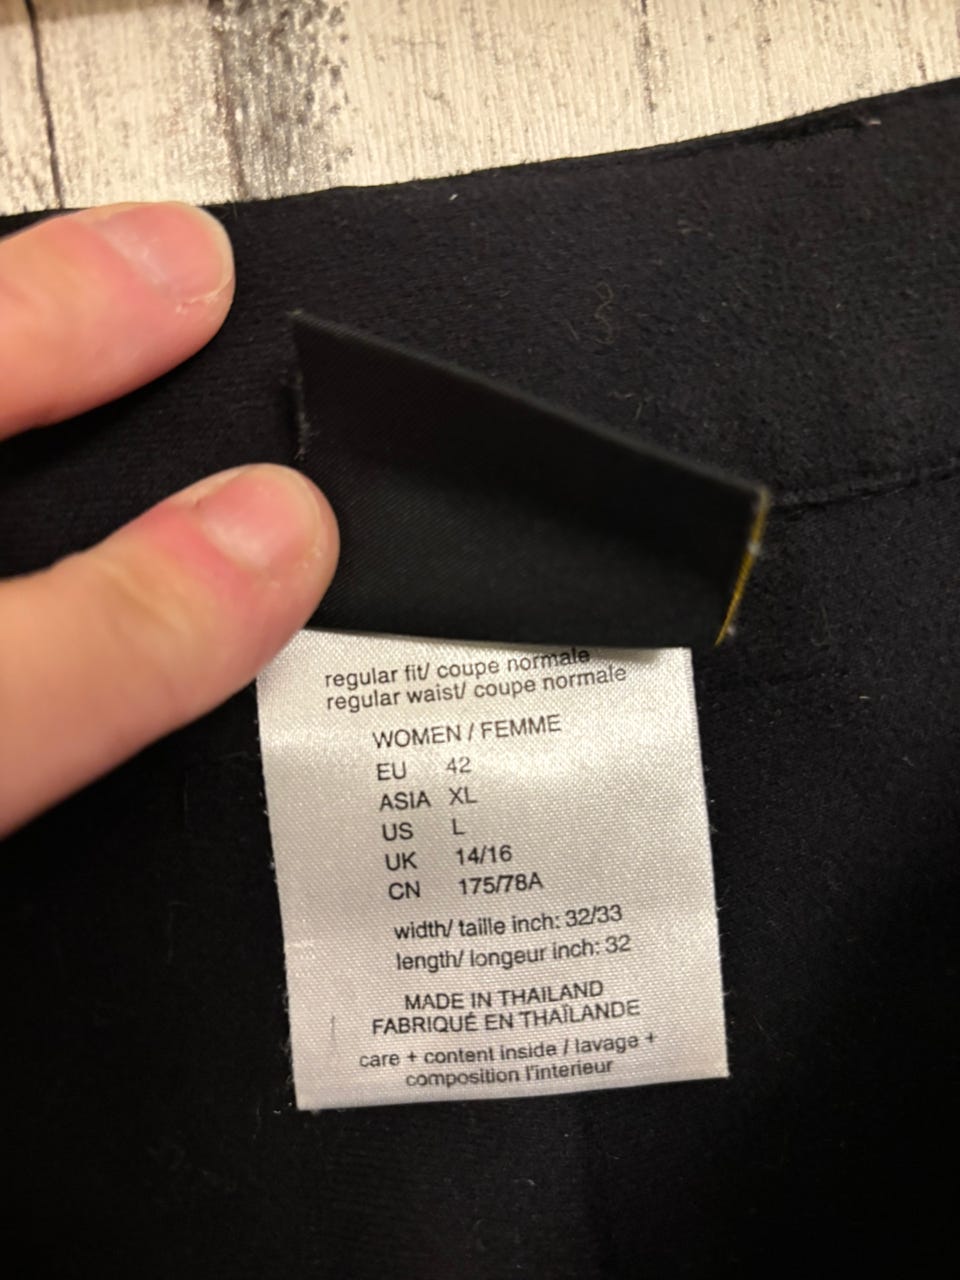 regular fit/ coupe normale
regular waist/ coupe normale
WOMEN / FEMME
EU 42
ASIA XL
US L
UK 14/16
CN 175/78A
width/ taille inch: 32/33
length/ longeur inch: 32
MADE IN THAILAND
FABRIQUÉ EN THAÏLANDE
care + content inside / lavage +
composition l'interieur